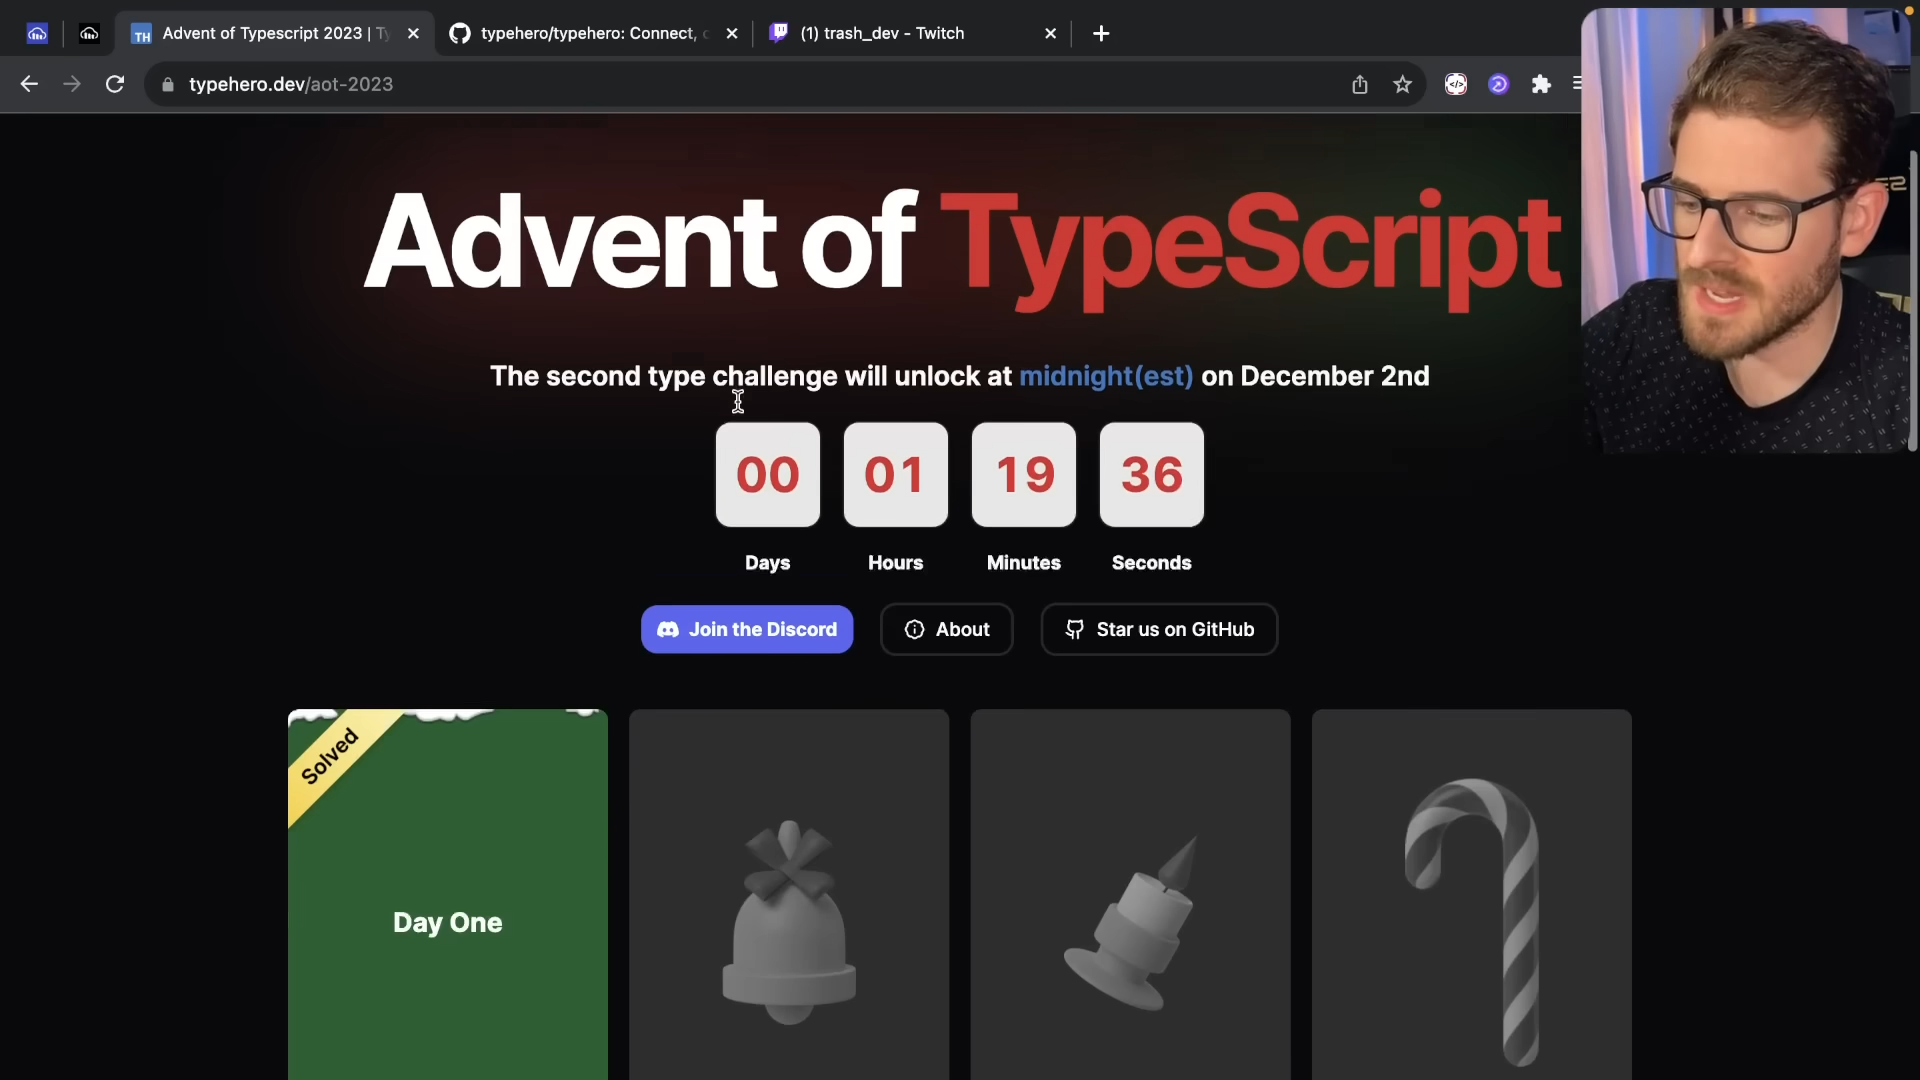 TH
Advent of Typescript 2023 | Ty
typehero/typehero: Connect, c
(1) trash_dev - Twitch
typehero.dev/aot-2023
Advent of TypeScript
The second type challenge will unlock at midnight(est) on December 2nd
00 01 19 36
Days Hours Minutes Seconds
Join the Discord About Star us on GitHub
Solved
Day One